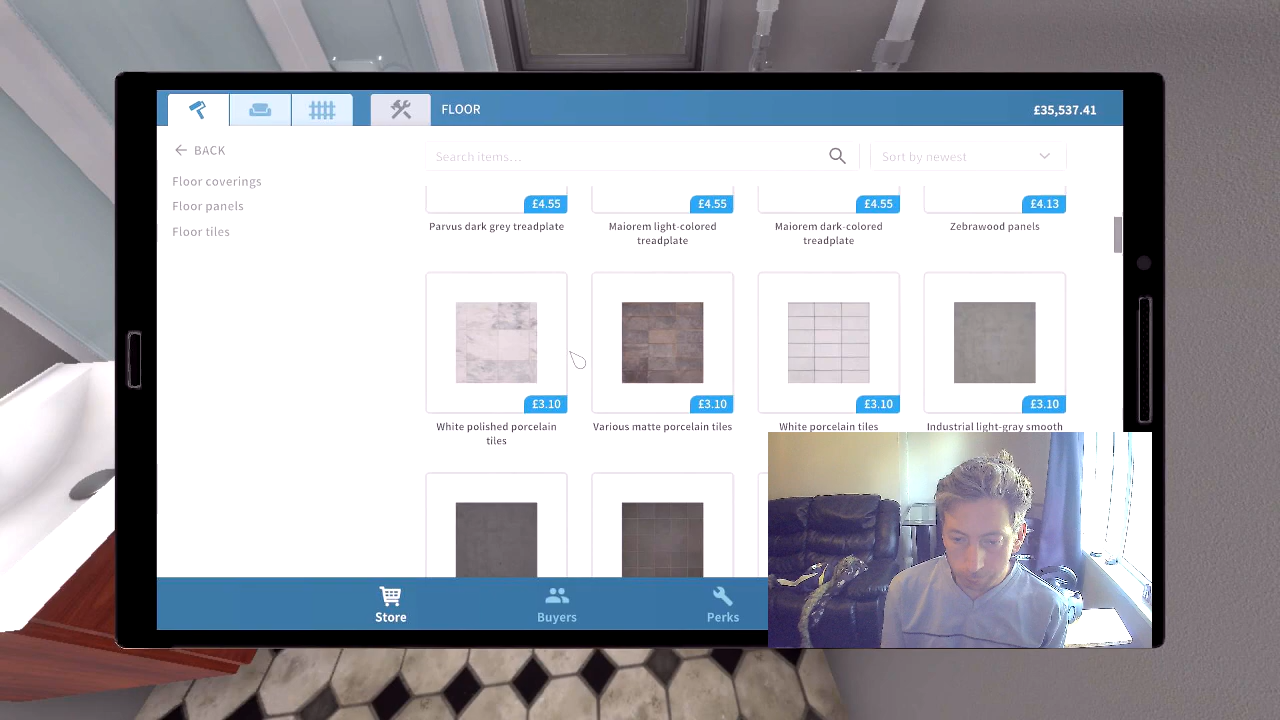 FLOOR
£35,537.41
BACK
Search items...
Sort by newest
Floor coverings
Floor panels
Floor tiles
£4.55
£4.55
£4.55
£4.13
Parvus dark grey treadplate
Maiorem light-colored
treadplate
Maiorem dark-colored
treadplate
Zebrawood panels
£3.10
£3.10
£3.10
£3.10
White polished porcelain
tiles
Various matte porcelain tiles
White porcelain tiles
Industrial light-gray smooth
Store
Buyers
Perks